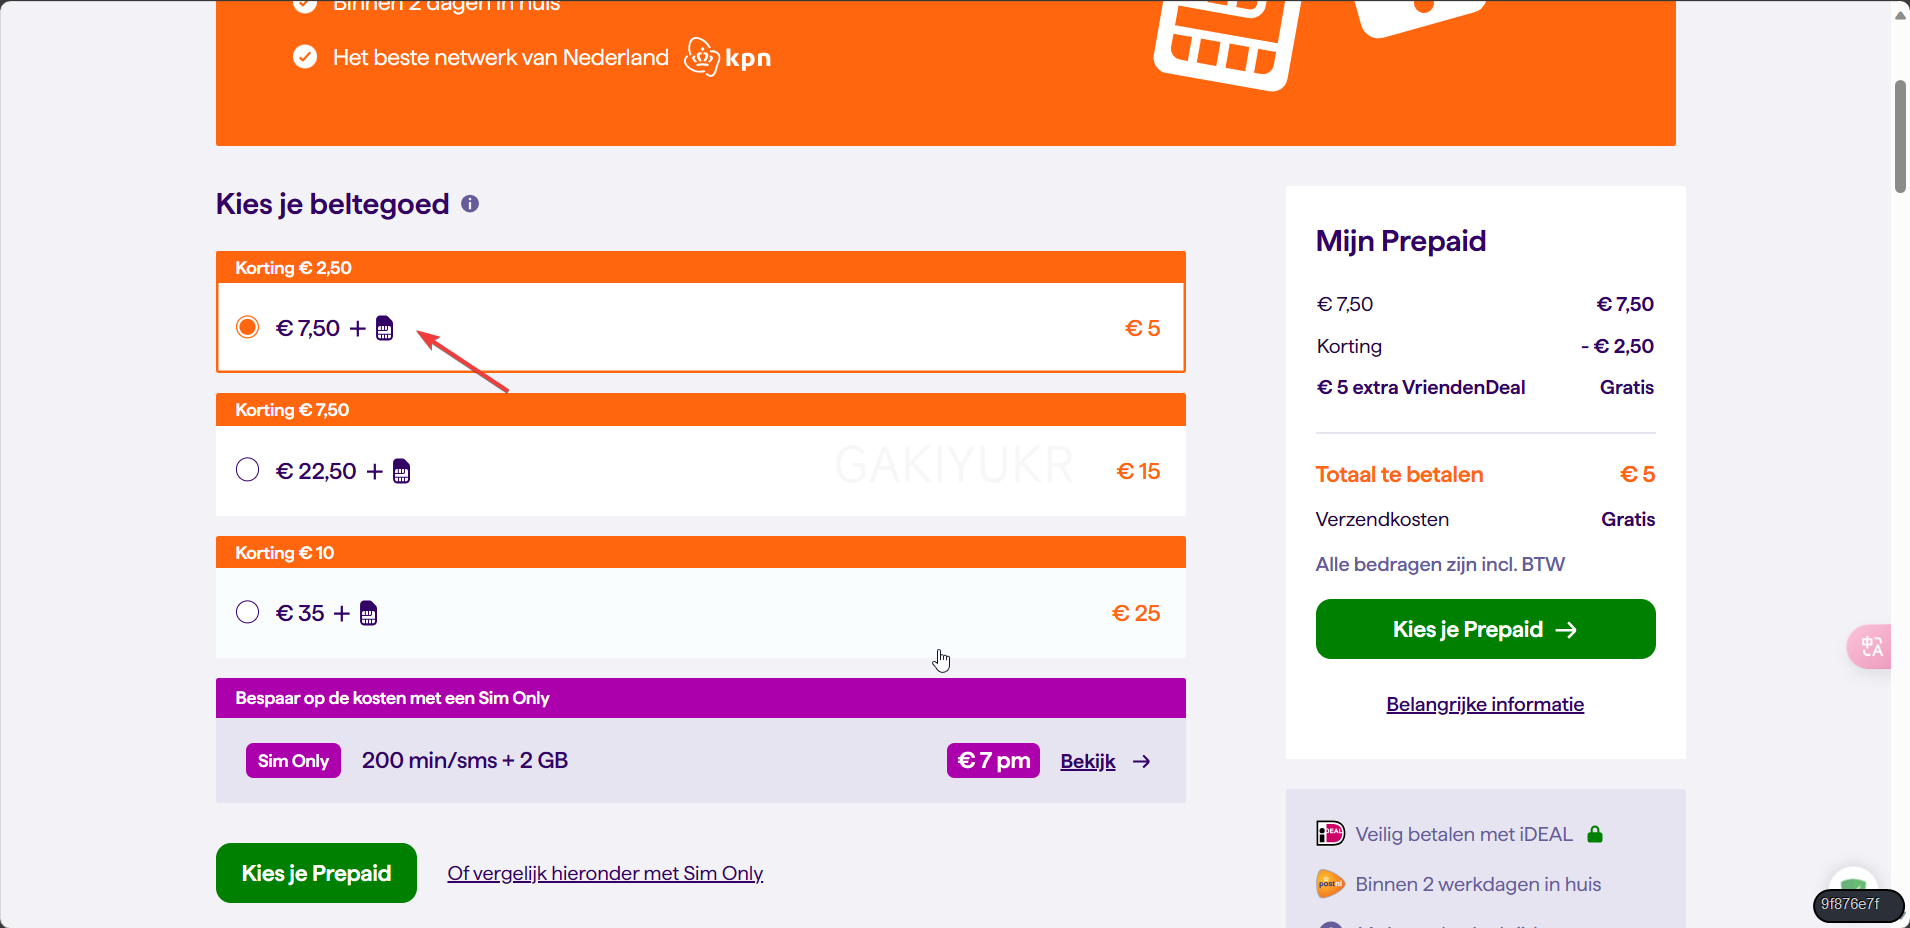 Binnen 2 dagen in huis
Het beste netwerk van Nederland kpn
Kies je beltegoed i
Korting € 2,50
€ 7,50 + € 5
Korting € 7,50
€ 22,50 + € 15
GAKIYUKR
Korting € 10
€ 35 + € 25
Bespaar op de kosten met een Sim Only
Sim Only 200 min/sms + 2 GB € 7 pm Bekijk →
Kies je Prepaid Of vergelijk hieronder met Sim Only
Mijn Prepaid
€ 7,50 € 7,50
Korting - € 2,50
€ 5 extra VriendenDeal Gratis
Totaal te betalen € 5
Verzendkosten Gratis
Alle bedragen zijn incl. BTW
Kies je Prepaid →
Belangrijke informatie
iDEAL Veilig betalen met iDEAL
postnl Binnen 2 werkdagen in huis
中A
9f876e7f